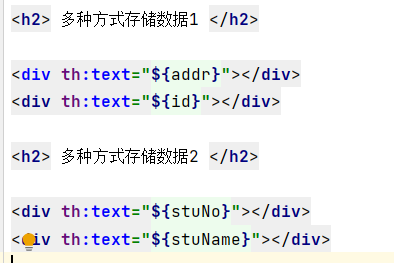 <h2> 多种方式存储数据1 </h2>
<div th:text="${addr}"></div>
<div th:text="${id}"></div>
<h2> 多种方式存储数据2 </h2>
<div th:text="${stuNo}"></div>
<div th:text="${stuName}"></div>